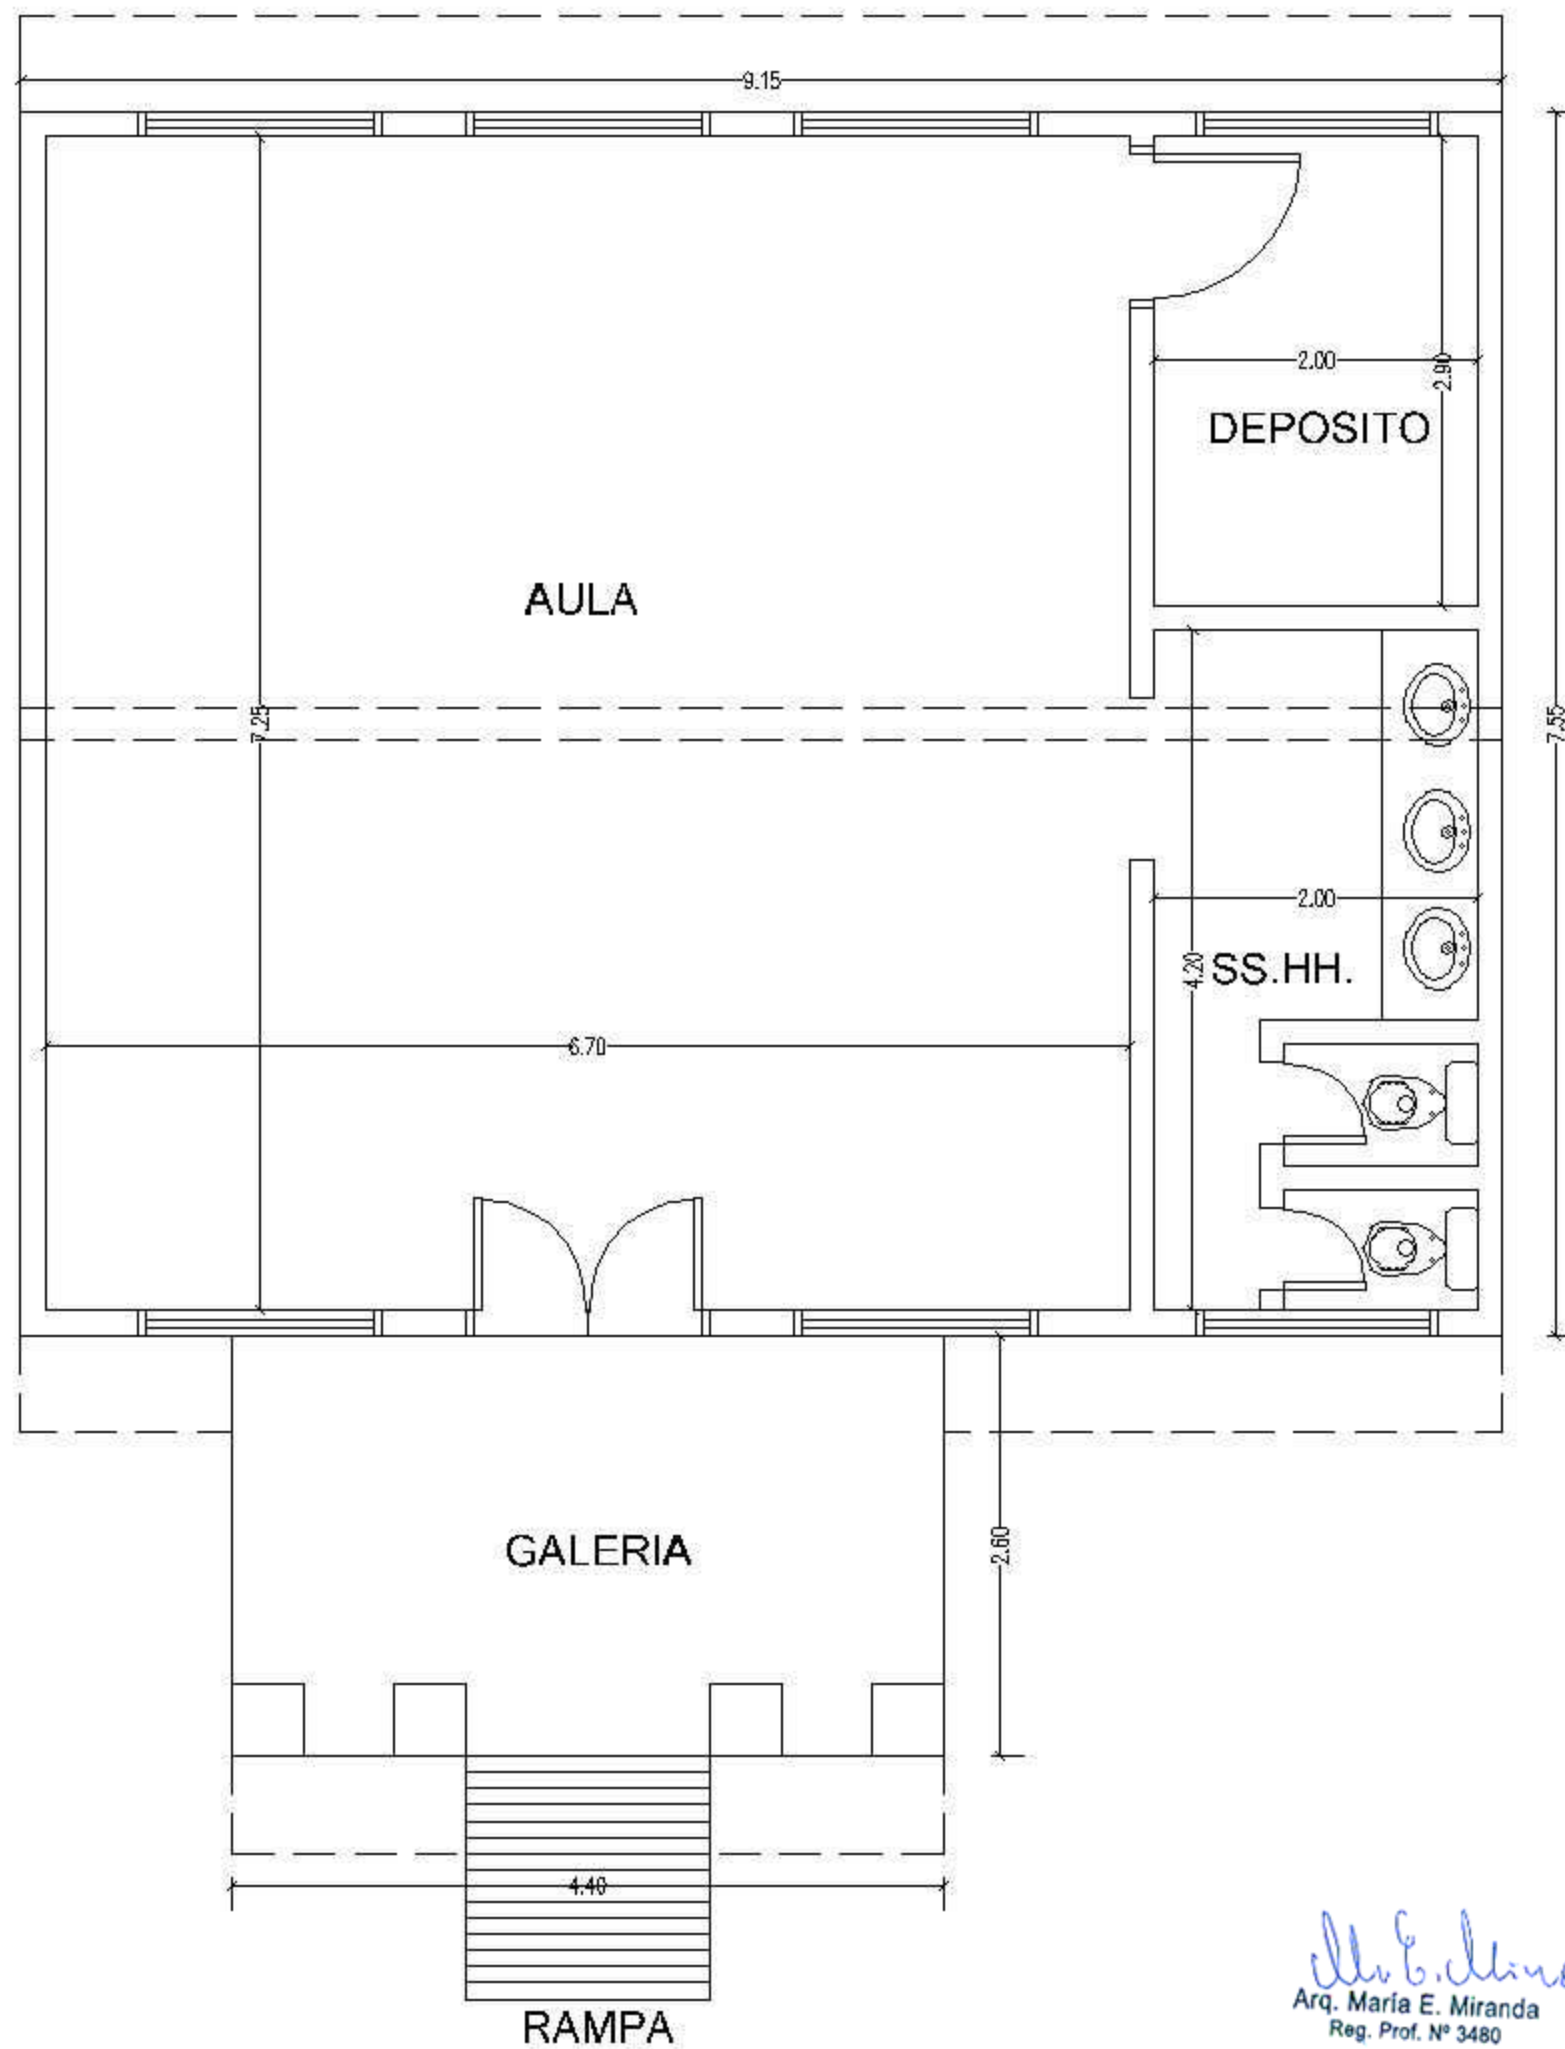 9.15
2.00
2.90
DEPOSITO
AULA
7.25
7.55
2.00
4.20
SS.HH.
6.70
GALERIA
2.60
4.40
RAMPA
Arq. María E. Miranda
Reg. Prof. Nº 3480